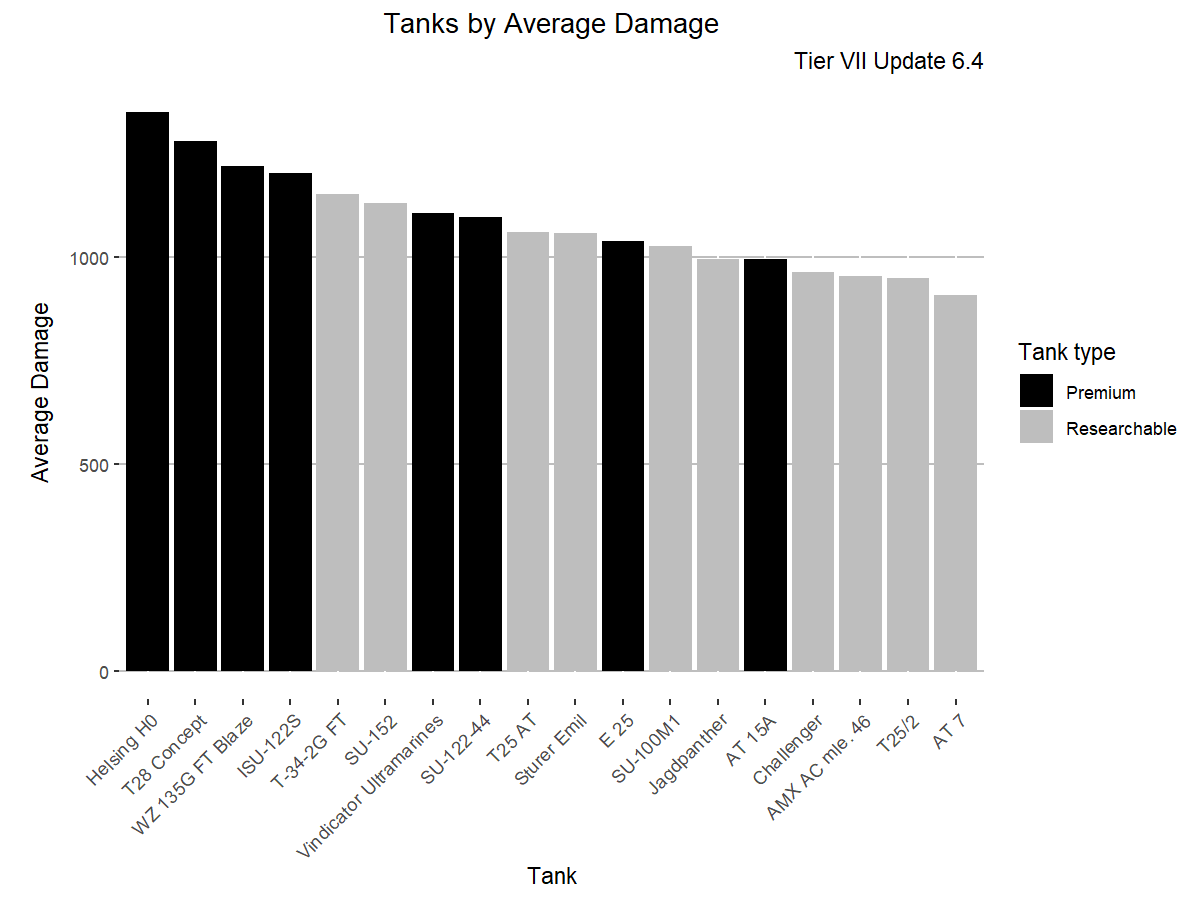 Tanks by Average Damage
Tier VII Update 6.4
Average Damage
1000
500
0
Helsing H0
T28 Concept
WZ 135G FT Blaze
ISU-122S
T-34-2G FT
SU-152
Vindicator Ultramarines
SU-122-44
T25 AT
Sturer Emil
E 25
SU-100M1
Jagdpanther
AT 15A
Challenger
AMX AC mle. 46
T25/2
AT 7
Tank
Tank type
Premium
Researchable